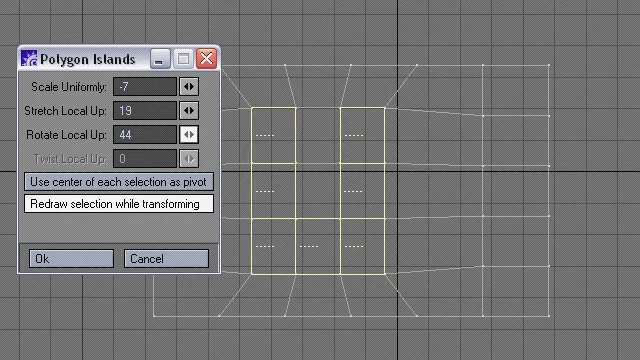 Polygon Islands
Scale Uniformly: -7
Stretch Local Up: 19
Rotate Local Up: 44
Twist Local Up: 0
Use center of each selection as pivot
Redraw selection while transforming
Ok Cancel